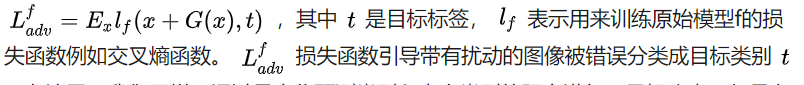 L_{adv}^f = E_x l_f(x + G(x), t) ，其中 t 是目标标签， l_f 表示用来训练原始模型f的损
失函数例如交叉熵函数。 L_{adv}^f 损失函数引导带有扰动的图像被错误分类成目标类别 t